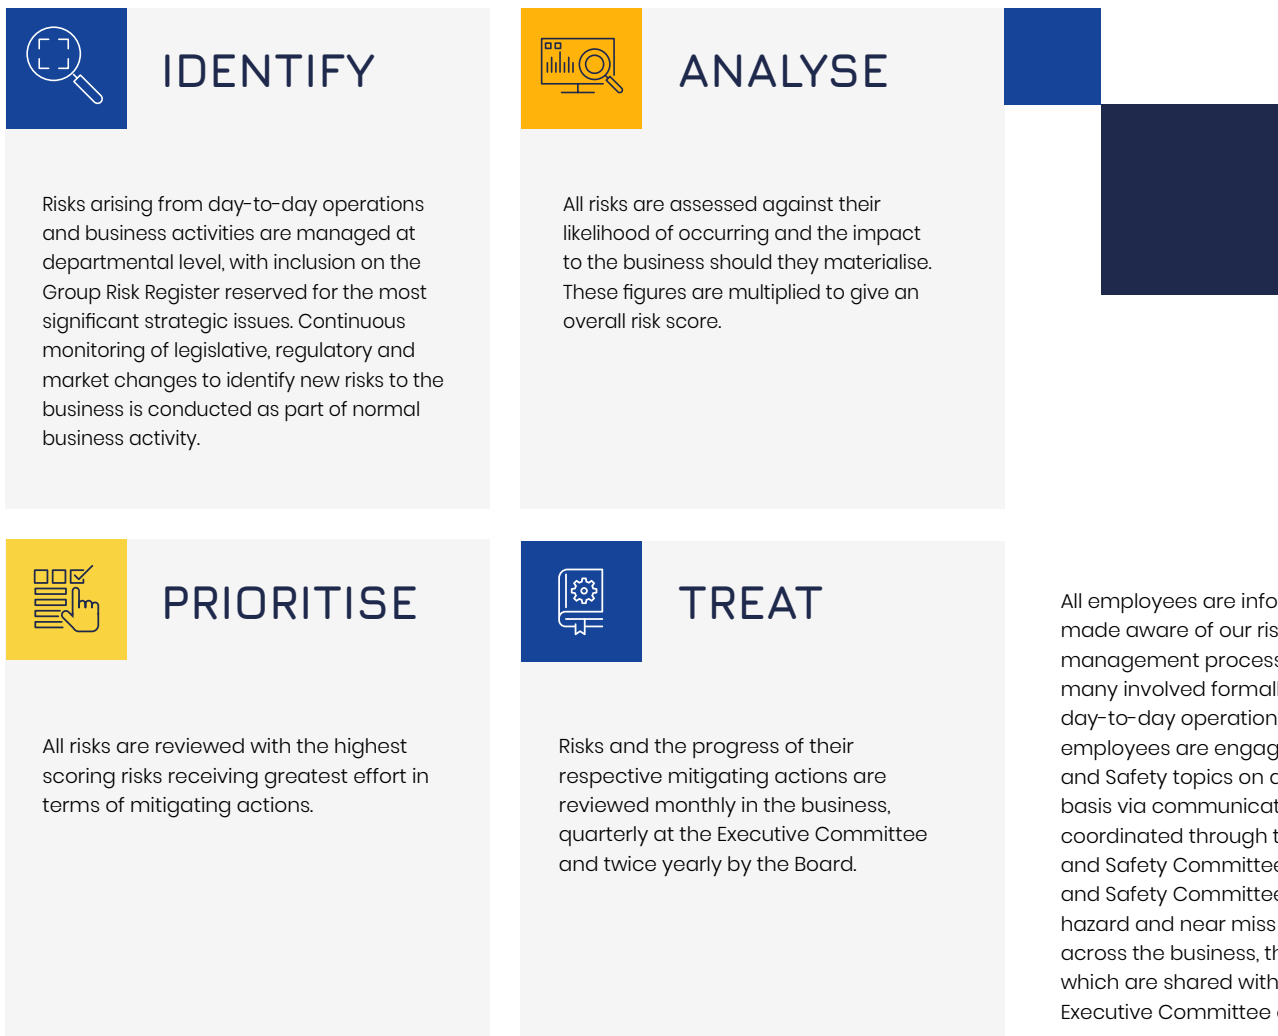 IDENTIFY
Risks arising from day-to-day operations
and business activities are managed at
departmental level, with inclusion on the
Group Risk Register reserved for the most
significant strategic issues. Continuous
monitoring of legislative, regulatory and
market changes to identify new risks to the
business is conducted as part of normal
business activity.
ANALYSE
All risks are assessed against their
likelihood of occurring and the impact
to the business should they materialise.
These figures are multiplied to give an
overall risk score.
PRIORITISE
All risks are reviewed with the highest
scoring risks receiving greatest effort in
terms of mitigating actions.
TREAT
Risks and the progress of their
respective mitigating actions are
reviewed monthly in the business,
quarterly at the Executive Committee
and twice yearly by the Board.
All employees are
made aware of our
management
many involved
day-to-day
employees are
and Safety topics on
basis via
coordinated through
and Safety
and Safety
hazard and near miss
across the business,
which are shared with
Executive Committee